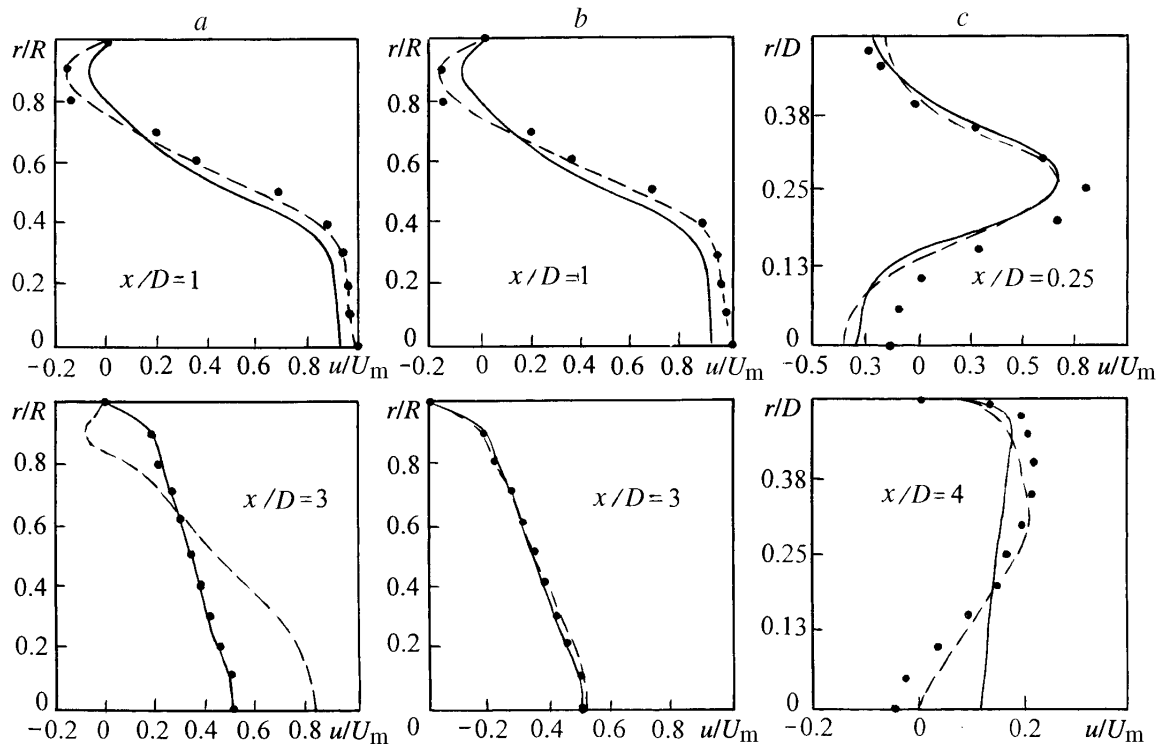 a b c
r/R r/R r/D
0.8 0.8 0.38
0.6 0.6 0.25
0.4 0.4 0.13
0.2 0.2
x/D=1 x/D=1 x/D=0.25
0 0 0
−0.2 0 0.2 0.4 0.6 0.8 u/Um
−0.2 0 0.2 0.4 0.6 0.8 u/Um
−0.5 0.3 0 0.3 0.5 0.8 u/Um
r/R r/R r/D
0.8 0.8 0.38
0.6 0.6 0.25
0.4 0.4 0.13
0.2 0.2
x/D=3 x/D=3 x/D=4
0 0 0
−0.2 0 0.2 0.4 0.6 0.8 u/Um
0 0.2 0.4 0.6 0.8 u/Um
−0.2 0 0.2 u/Um